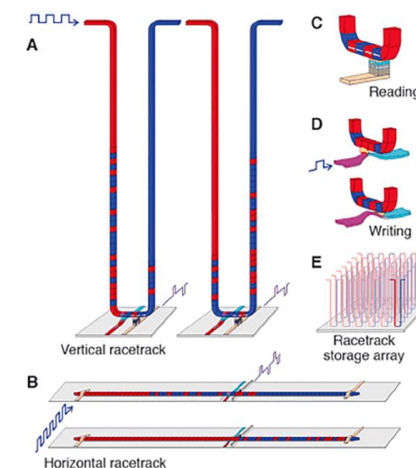 A
Vertical racetrack
B
Horizontal racetrack
C
Reading
D
Writing
E
Racetrack
storage array